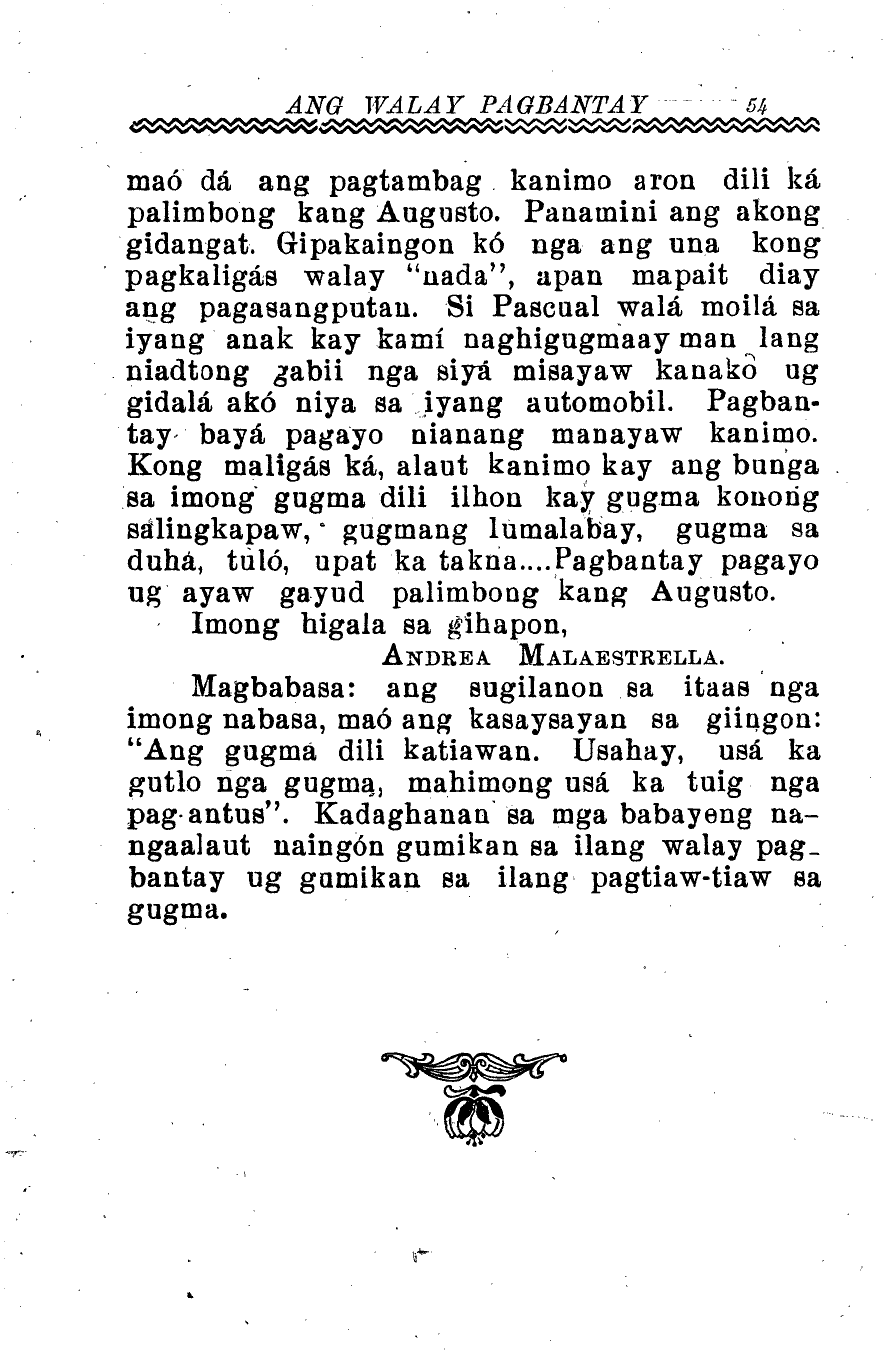 ANG WALAY PAGBANTAY 54
maó dá ang pagtambag kanimo aron dili ká
palimbong kang Augusto. Panamini ang akong
gidangat. Gipakaingon kó nga ang una kong
pagkaligás walay “nada”, apan mapait diay
ang pagasangputan. Si Pascual walá moilá sa
iyang anak kay kamí naghigugmaay man lang
niadtong gabii nga siyá misayaw kanakó ug
gidalá akó niya sa iyang automobil. Pagban-
tay bayá pagayo nianang manayaw kanimo.
Kong maligás ká, alaut kanimo kay ang bunga
sa imong gugma dili ilhon kay gugma konong
salingkapaw, gugmang lumalabay, gugma sa
duhá, tuló, upat ka takna....Pagbantay pagayo
ug ayaw gayud palimbong kang Augusto.
Imong higala sa gihapon,
ANDREA MALAESTRELLA.
Magbabasa: ang sugilanon sa itaas nga
imong nabasa, maó ang kasaysayan sa giingon:
“Ang gugma dili katiawan. Usahay, usá ka
gutlo nga gugma, mahimong usá ka tuig nga
pag-antus”. Kadaghanan sa mga babayeng na-
ngaalaut naingón gumikan sa ilang walay pag-
bantay ug gumikan sa ilang pagtiaw-tiaw sa
gugma.